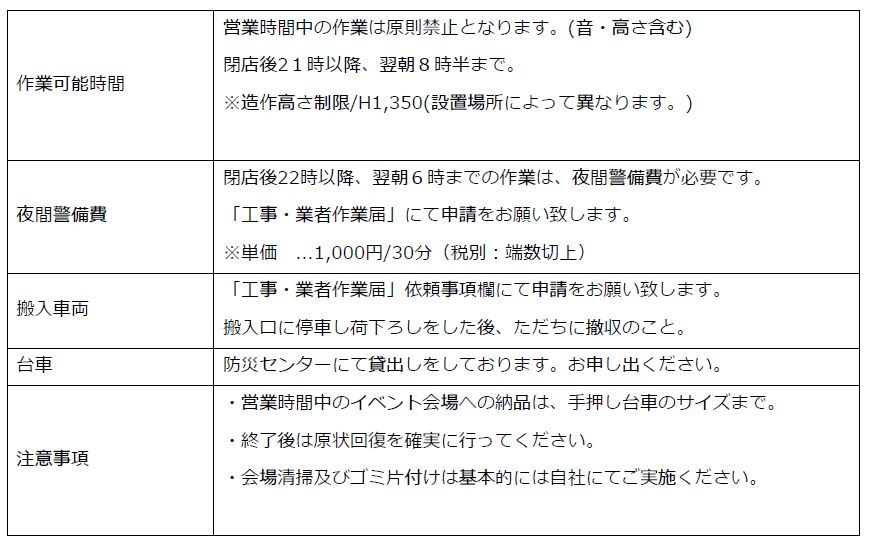 作業可能時間
営業時間中の作業は原則禁止となります。(音・高さ含む)
閉店後2１時以降、翌朝８時半まで。
※造作高さ制限/H1,350(設置場所によって異なります。)
夜間警備費
閉店後22時以降、翌朝６時までの作業は、夜間警備費が必要です。
「工事・業者作業届」にて申請をお願い致します。
※単価　…1,000円/30分（税別：端数切上）
搬入車両
「工事・業者作業届」依頼事項欄にて申請をお願い致します。
搬入口に停車し荷下ろしをした後、ただちに撤収のこと。
台車
防災センターにて貸出しをしております。お申し出ください。
注意事項
・営業時間中のイベント会場への納品は、手押し台車のサイズまで。
・終了後は原状回復を確実に行ってください。
・会場清掃及びゴミ片付けは基本的には自社にてご実施ください。